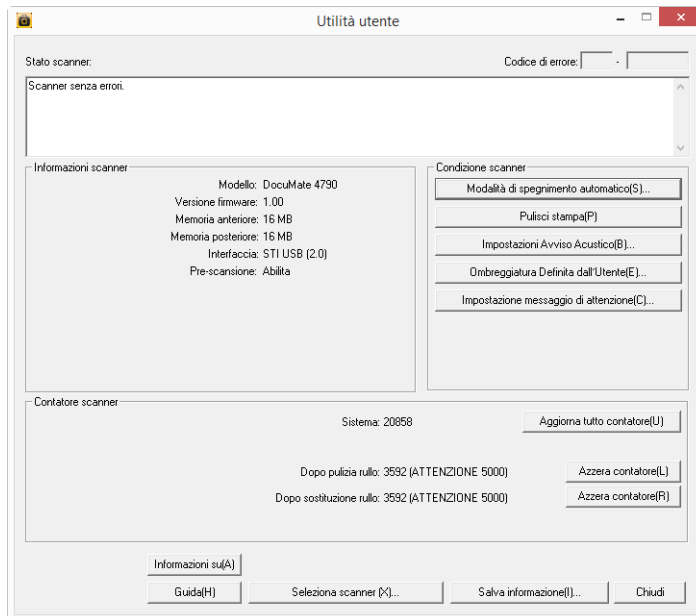 Utilità utente
Stato scanner:
Codice di errore: -
Scanner senza errori.
Informazioni scanner
Modello: DocuMate 4790
Versione firmware: 1.00
Memoria anteriore: 16 MB
Memoria posteriore: 16 MB
Interfaccia: STI USB (2.0)
Pre-scansione: Abilita
Condizione scanner
Modalità di spegnimento automatico(S)...
Pulisci stampa(P)
Impostazioni Avviso Acustico(B)...
Ombreggiatura Definita dall'Utente(E)...
Impostazione messaggio di attenzione(C)...
Contatore scanner
Sistema: 20858
Aggiorna tutto contatore(U)
Dopo pulizia rullo: 3592 (ATTENZIONE 5000)
Azzera contatore(L)
Dopo sostituzione rullo: 3592 (ATTENZIONE 5000)
Azzera contatore(R)
Informazioni su(A)
Guida(H)
Seleziona scanner (X)...
Salva informazione(I)...
Chiudi